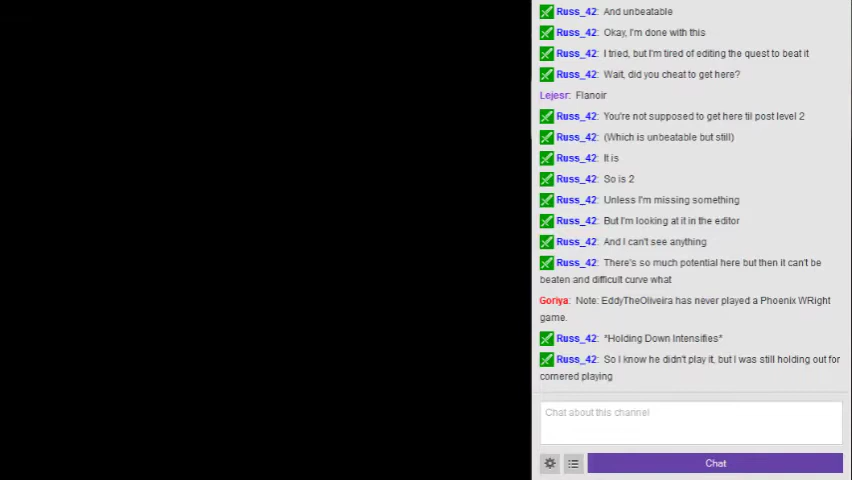 Russ_42: And unbeatable
Russ_42: Okay, I'm done with this
Russ_42: I tried, but I'm tired of editing the quest to beat it
Russ_42: Wait, did you cheat to get here?
Lejesr: Flanoir
Russ_42: You're not supposed to get here til post level 2
Russ_42: (Which is unbeatable but still)
Russ_42: It is
Russ_42: So is 2
Russ_42: Unless I'm missing something
Russ_42: But I'm looking at it in the editor
Russ_42: And I can't see anything
Russ_42: There's so much potential here but then it can't be
beaten and difficult curve what
Goriya: Note: EddyTheOliveira has never played a Phoenix WRight
game.
Russ_42: *Holding Down Intensifies*
Russ_42: So I know he didn't play it, but I was still holding out for
cornered playing
Chat about this channel
Chat